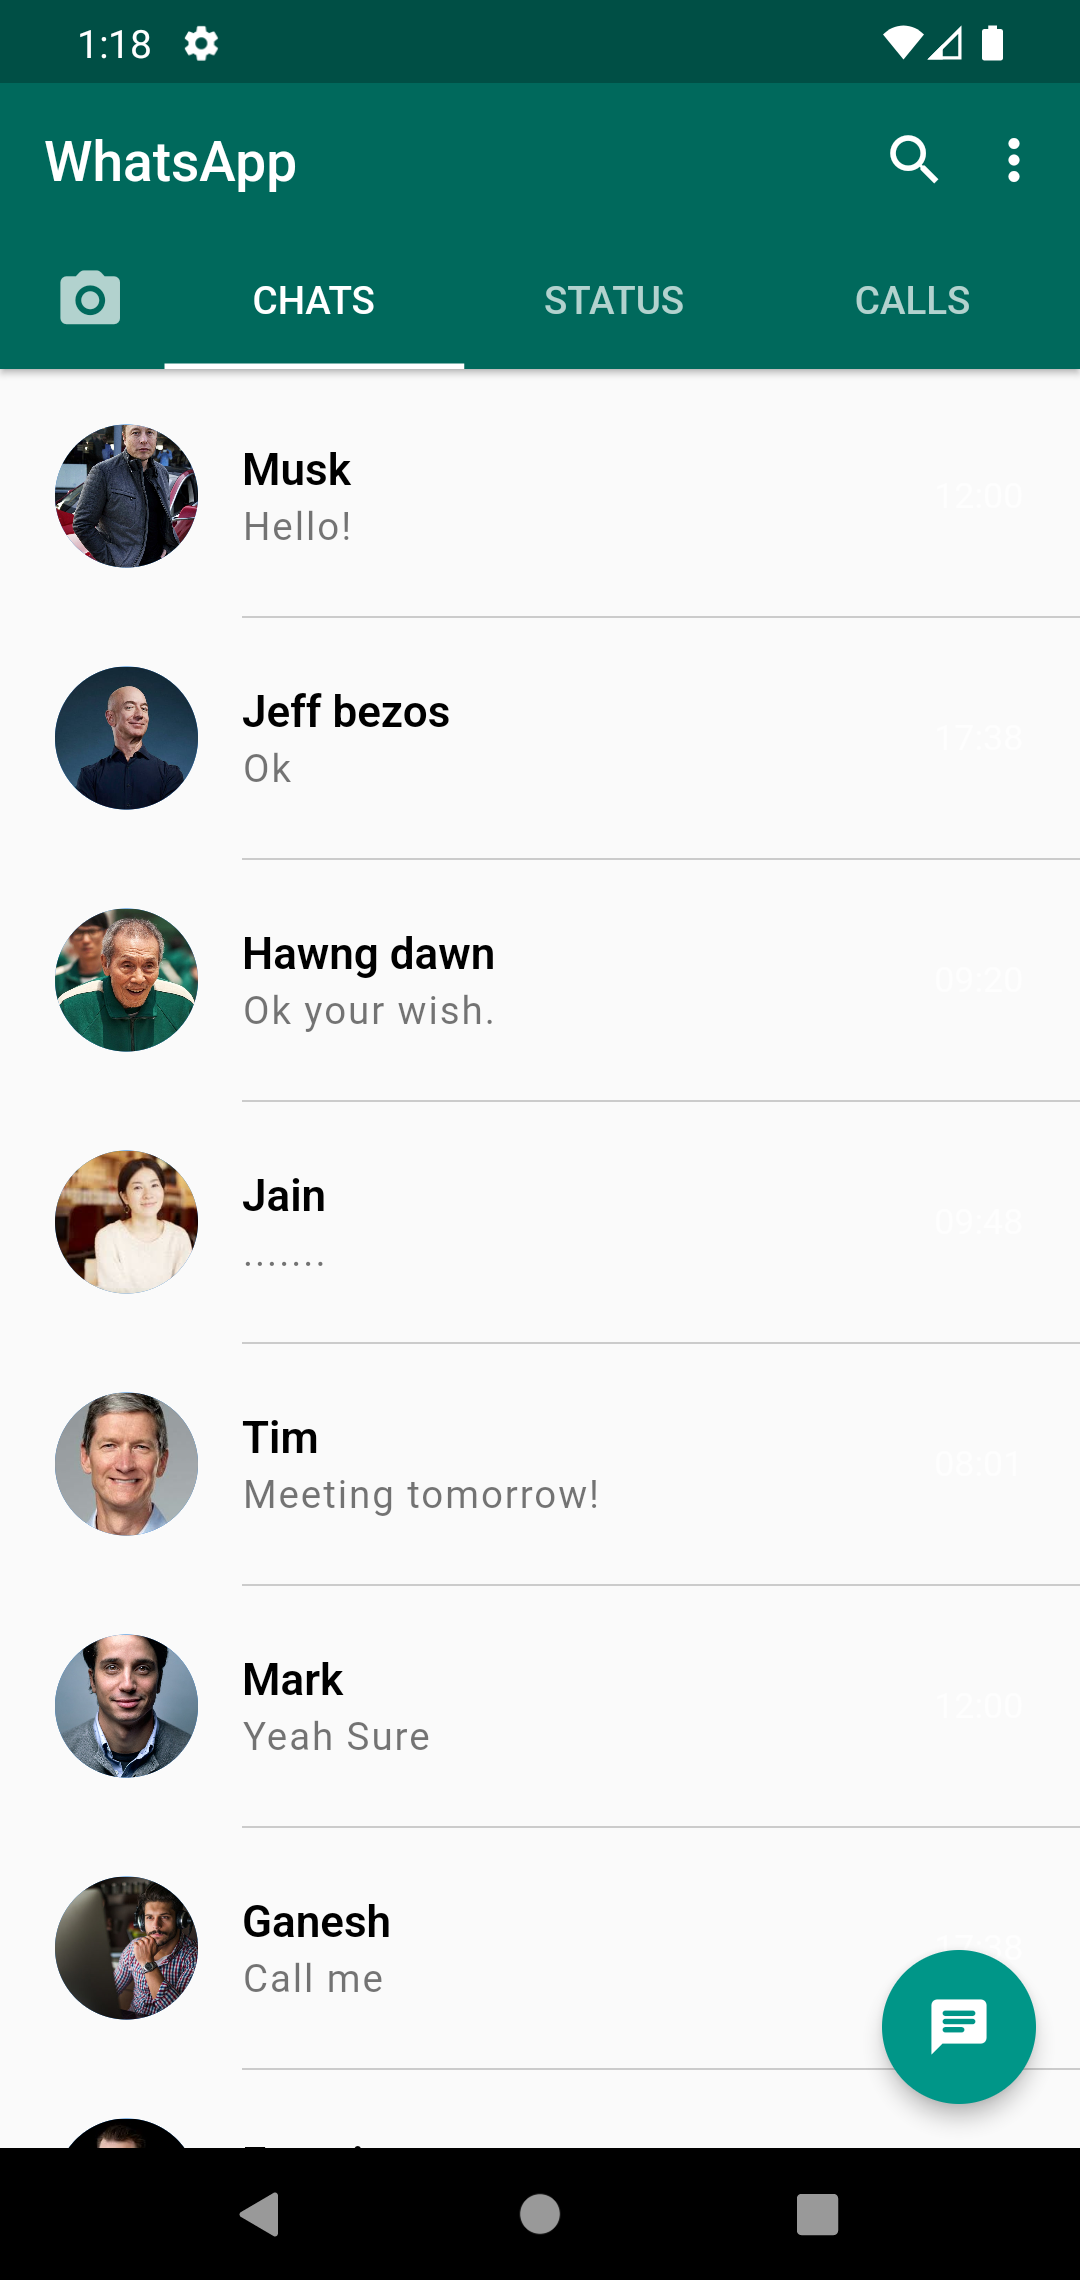 1:18
WhatsApp
CHATS STATUS CALLS
Musk
12:00
Hello!
Jeff bezos
17:38
Ok
Hawng dawn
09:20
Ok your wish.
Jain
09:48
.......
Tim
08:01
Meeting tomorrow!
Mark
12:00
Yeah Sure
Ganesh
17:38
Call me